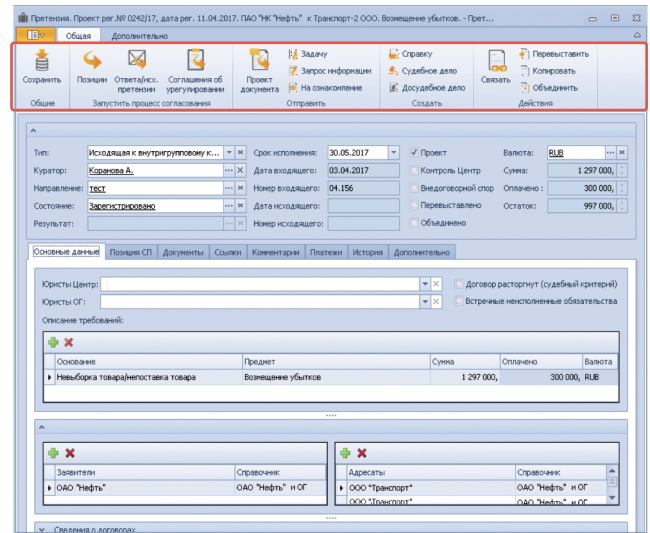 Претензия. Проект рег.№ 0242/17, дата рег. 11.04.2017. ПАО "НК "Нефть" к Транспорт-2 ООО. Возмещение убытков. - Прет...
Общая Дополнительно
Сохранить
Общие
Позиции
Ответа/исх. претензии
Соглашения об урегулировании
Запустить процесс согласования
Проект документа
Задачу
Запрос информации
На ознакомление
Отправить
Справку
Судебное дело
Досудебное дело
Создать
Связать
Перевыставить
Копировать
Объединить
Действия
Тип: Исходящая к внутригрупповому к... Срок исполнения: 30.05.2017 Проект Валюта: RUB
Куратор: Коранова А. Дата входящего: 03.04.2017 Контроль Центр Сумма: 1 297 000,
Направление: тест Номер входящего: 04.156 Внедоговорной спор Оплачено : 300 000,
Состояние: Зарегистрировано Дата исходящего: Перевыставлено Остаток: 997 000,
Результат: Номер исходящего: Объединено
Основные данные Позиция СП Документы Ссылки Комментарии Платежи История Дополнительно
Юристы Центр: Договор расторгнут (судебный критерий)
Юристы ОГ: Встречные неисполненные обязательства
Описание требований:
Основание Предмет Сумма Оплачено Валюта
Невыборка товара/непоставка товара Возмещение убытков 1 297 000, 300 000, RUB
Заявители Справочник
ОАО "Нефть" ОАО "Нефть" и ОГ
Адресаты Справочник
ООО "Транспорт" ОАО "Нефть" и ОГ
ООО "Транспорт" ОАО "Нефть" и ОГ
Сведения о договорах